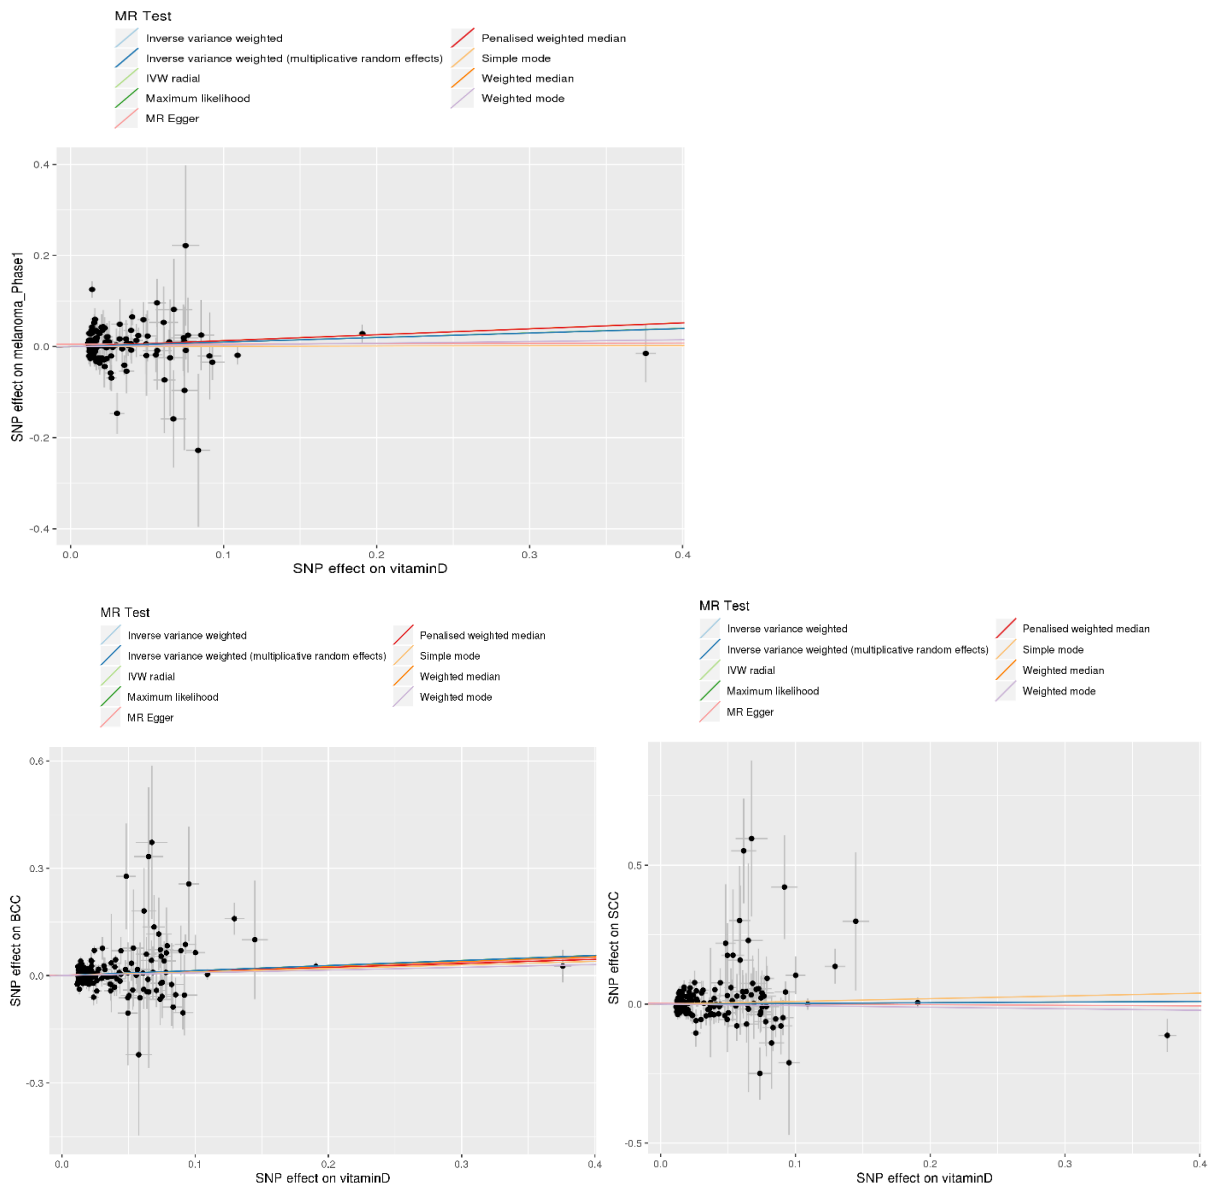 MR Test
Inverse variance weighted
Inverse variance weighted (multiplicative random effects)
IVW radial
Maximum likelihood
MR Egger
Penalised weighted median
Simple mode
Weighted median
Weighted mode
SNP effect on melanoma_Phase1
0.4
0.2
0.0
-0.2
-0.4
0.0 0.1 0.2 0.3 0.4
SNP effect on vitaminD
MR Test
Inverse variance weighted
Inverse variance weighted (multiplicative random effects)
IVW radial
Maximum likelihood
MR Egger
Penalised weighted median
Simple mode
Weighted median
Weighted mode
SNP effect on BCC
0.6
0.3
0.0
-0.3
0.0 0.1 0.2 0.3 0.4
SNP effect on vitaminD
MR Test
Inverse variance weighted
Inverse variance weighted (multiplicative random effects)
IVW radial
Maximum likelihood
MR Egger
Penalised weighted median
Simple mode
Weighted median
Weighted mode
SNP effect on SCC
0.5
0.0
-0.5
0.0 0.1 0.2 0.3 0.4
SNP effect on vitaminD